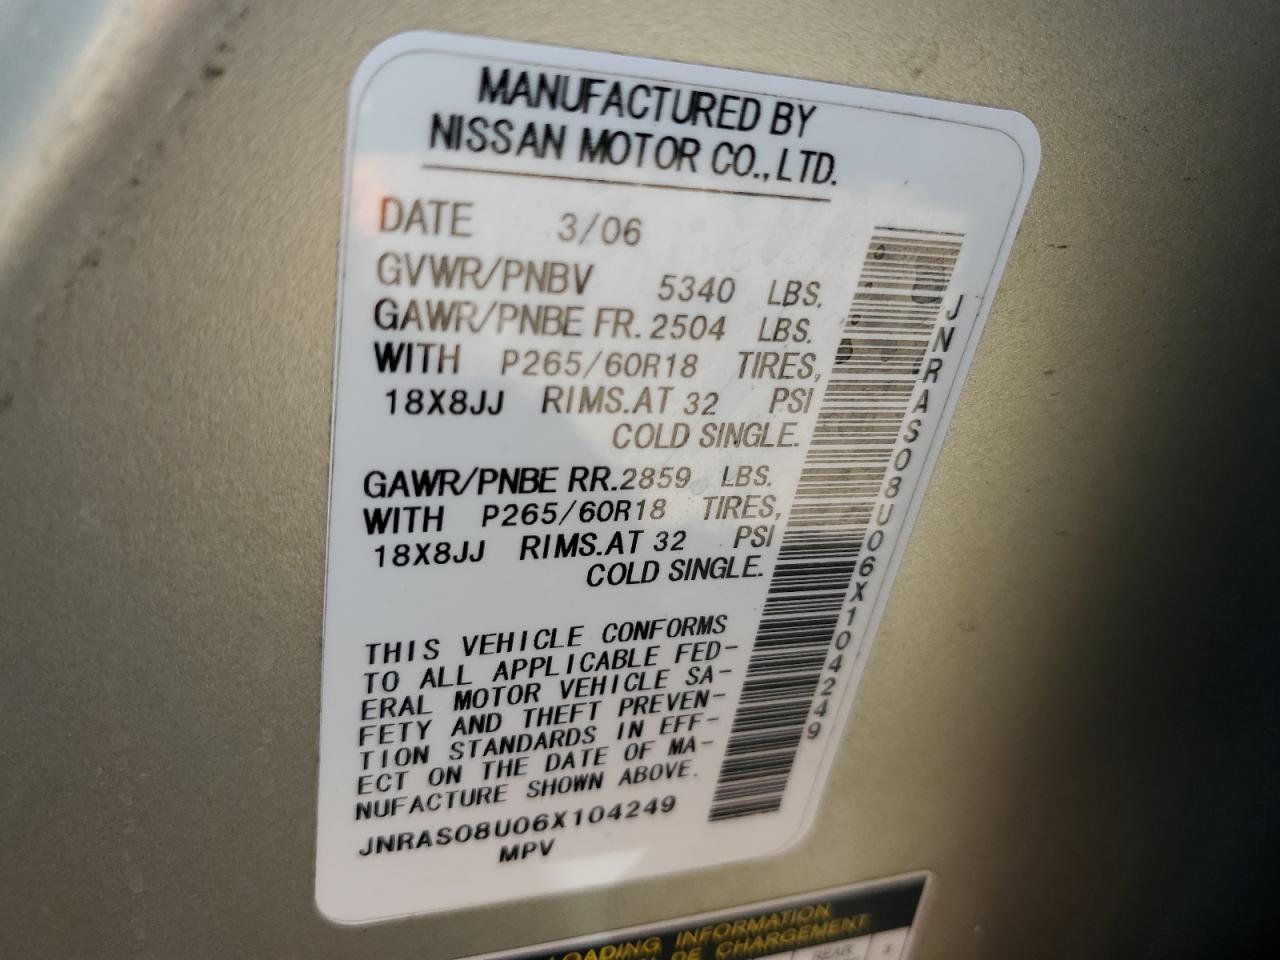 MANUFACTURED BY
NISSAN MOTOR CO., LTD.
DATE 3/06
GVWR/PNBV 5340 LBS.
GAWR/PNBE FR. 2504 LBS.
WITH P265/60R18 TIRES,
18X8JJ RIMS. AT 32 PSI
COLD SINGLE.
GAWR/PNBE RR. 2859 LBS.
WITH P265/60R18 TIRES,
18X8JJ RIMS. AT 32 PSI
COLD SINGLE.
THIS VEHICLE CONFORMS
TO ALL APPLICABLE FED-
ERAL MOTOR VEHICLE SA-
FETY AND THEFT PREVEN-
TION STANDARDS IN EFF-
ECT ON THE DATE OF MA-
NUFACTURE SHOWN ABOVE.
JNRAS08U06X104249
MPV
JNRAS08U06X104249
LOADING INFORMATION
DE CHARGEMENT
REAR